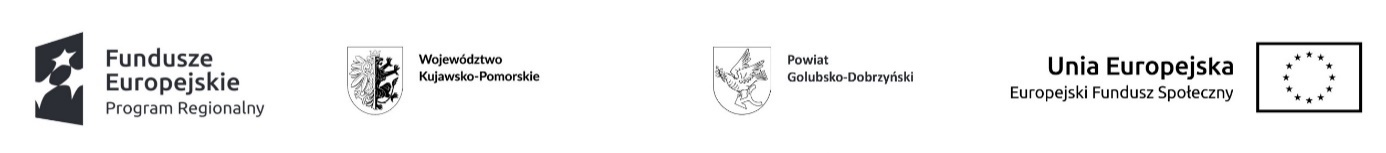 Fundusze
Europejskie
Program Regionalny
Województwo
Kujawsko-Pomorskie
Powiat
Golubsko-Dobrzyński
Unia Europejska
Europejski Fundusz Społeczny